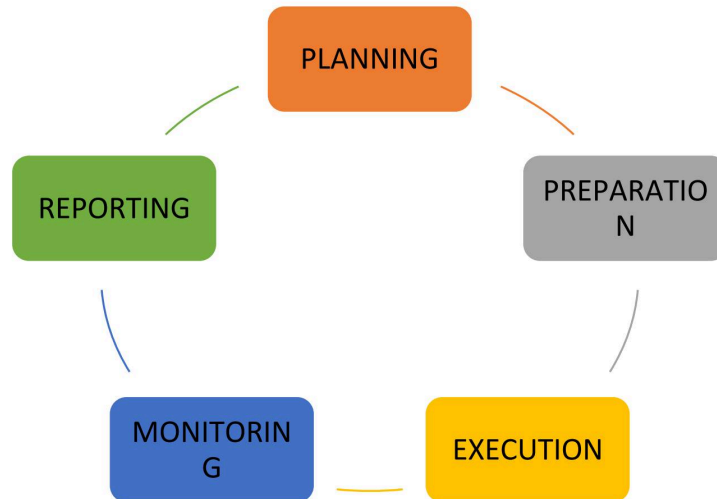 PLANNING
PREPARATIO
N
EXECUTION
MONITORIN
G
REPORTING